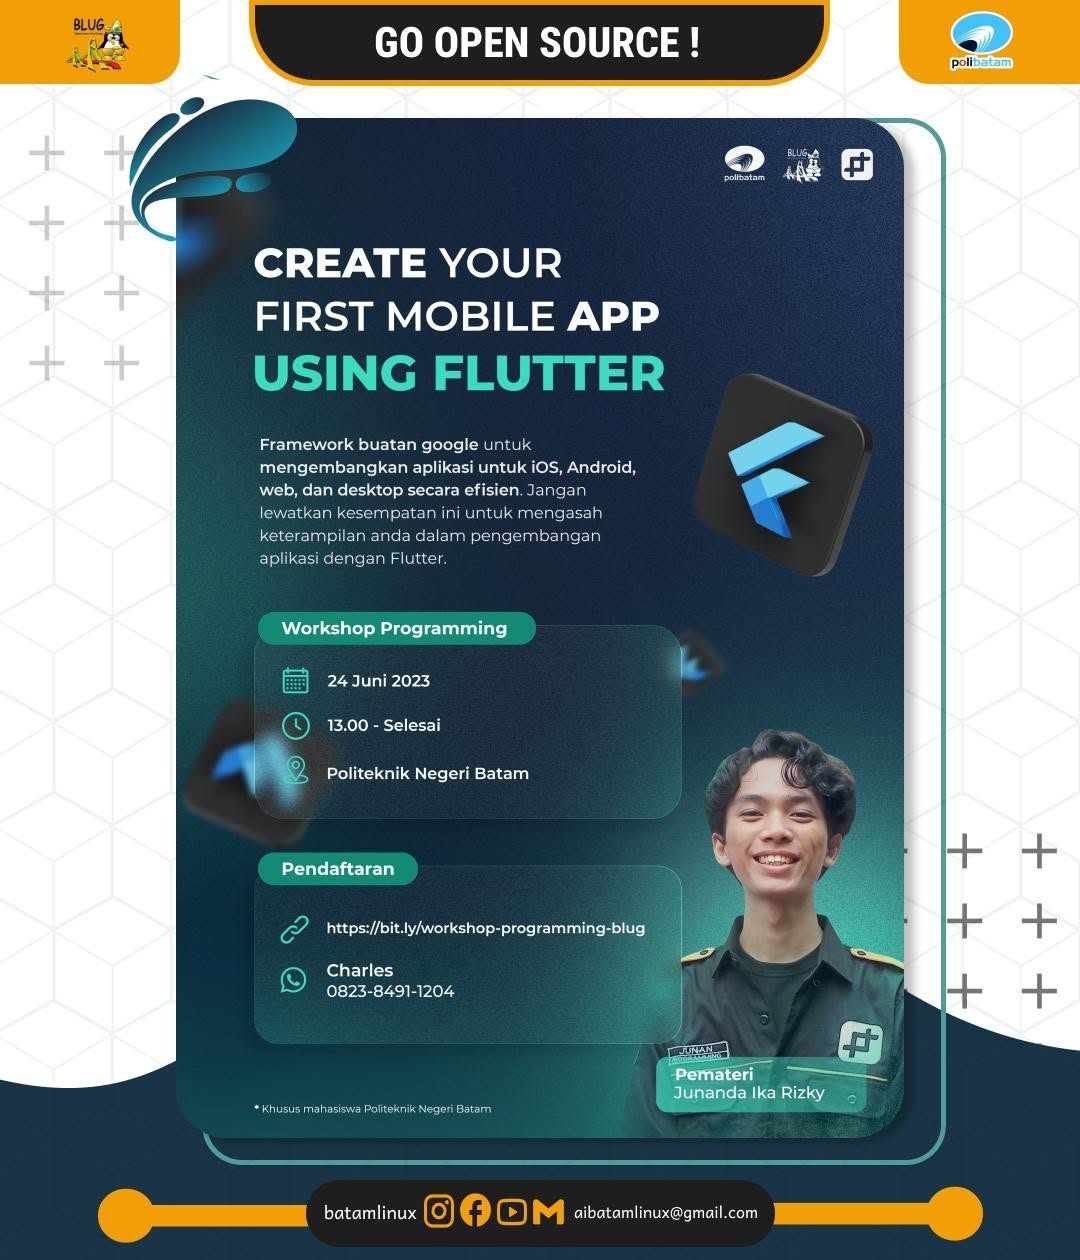 BLUG
GO OPEN SOURCE !
polibatam
polibatam
BLUG
CREATE YOUR
FIRST MOBILE APP
USING FLUTTER
Framework buatan google untuk
mengembangkan aplikasi untuk iOS, Android,
web, dan desktop secara efisien. Jangan
lewatkan kesempatan ini untuk mengasah
keterampilan anda dalam pengembangan
aplikasi dengan Flutter.
Workshop Programming
24 Juni 2023
13.00 - Selesai
Politeknik Negeri Batam
Pendaftaran
https://bit.ly/workshop-programming-blug
Charles
0823-8491-1204
JUNAN
PROGRAMMING
Pemateri
Junanda Ika Rizky
* Khusus mahasiswa Politeknik Negeri Batam
batamlinux
aibatamlinux@gmail.com